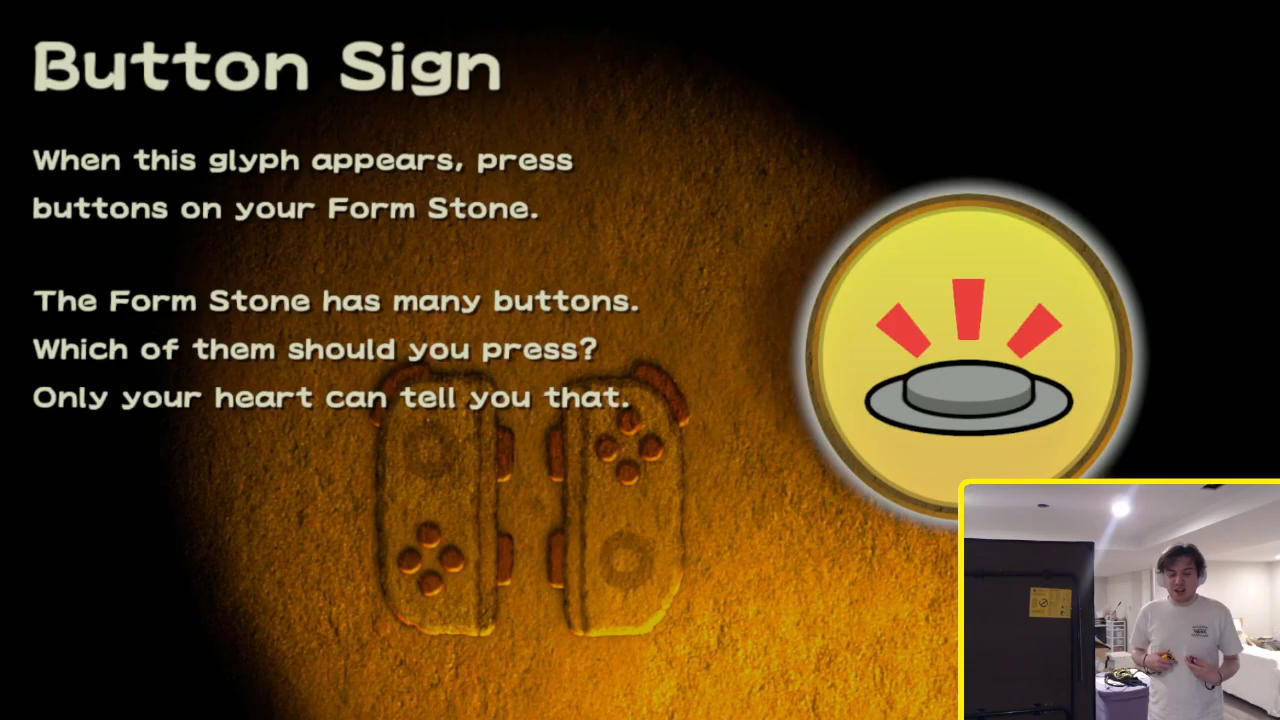 Button Sign
When this glyph appears, press
buttons on your Form Stone.
The Form Stone has many buttons.
Which of them should you press?
Only your heart can tell you that.